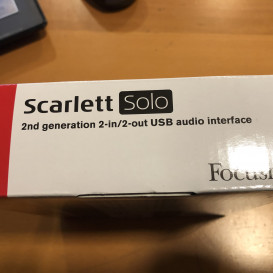 Scarlett Solo
2nd generation 2-in/2-out USB audio interface